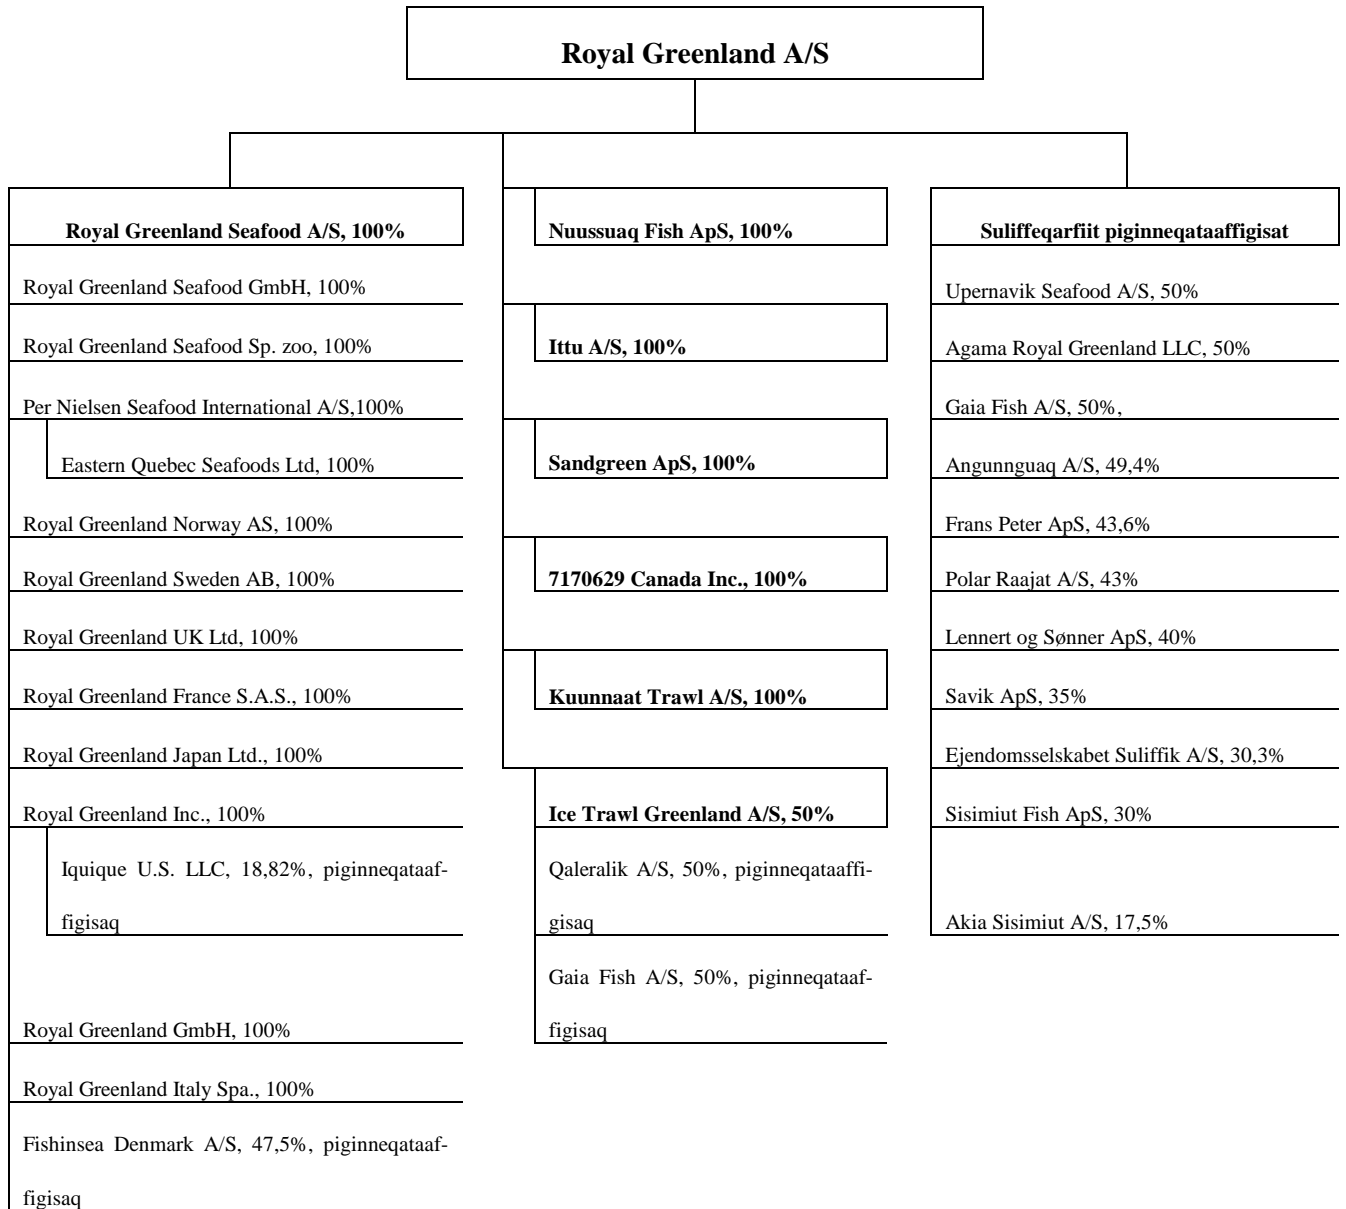 Royal Greenland A/S
Royal Greenland Seafood A/S, 100%
Royal Greenland Seafood GmbH, 100%
Royal Greenland Seafood Sp. zoo, 100%
Per Nielsen Seafood International A/S,100%
Eastern Quebec Seafoods Ltd, 100%
Royal Greenland Norway AS, 100%
Royal Greenland Sweden AB, 100%
Royal Greenland UK Ltd, 100%
Royal Greenland France S.A.S., 100%
Royal Greenland Japan Ltd., 100%
Royal Greenland Inc., 100%
Iquique U.S. LLC, 18,82%, piginneqataaf-
figisaq
Royal Greenland GmbH, 100%
Royal Greenland Italy Spa., 100%
Fishinsea Denmark A/S, 47,5%, piginneqataaf-
figisaq
Nuussuaq Fish ApS, 100%
Ittu A/S, 100%
Sandgreen ApS, 100%
7170629 Canada Inc., 100%
Kuunnaat Trawl A/S, 100%
Ice Trawl Greenland A/S, 50%
Qaleralik A/S, 50%, piginneqataaffi-
gisaq
Gaia Fish A/S, 50%, piginneqataaf-
figisaq
Suliffeqarfiit piginneqataaffigisat
Upernavik Seafood A/S, 50%
Agama Royal Greenland LLC, 50%
Gaia Fish A/S, 50%,
Angunnguaq A/S, 49,4%
Frans Peter ApS, 43,6%
Polar Raajat A/S, 43%
Lennert og Sønner ApS, 40%
Savik ApS, 35%
Ejendomsselskabet Suliffik A/S, 30,3%
Sisimiut Fish ApS, 30%
Akia Sisimiut A/S, 17,5%